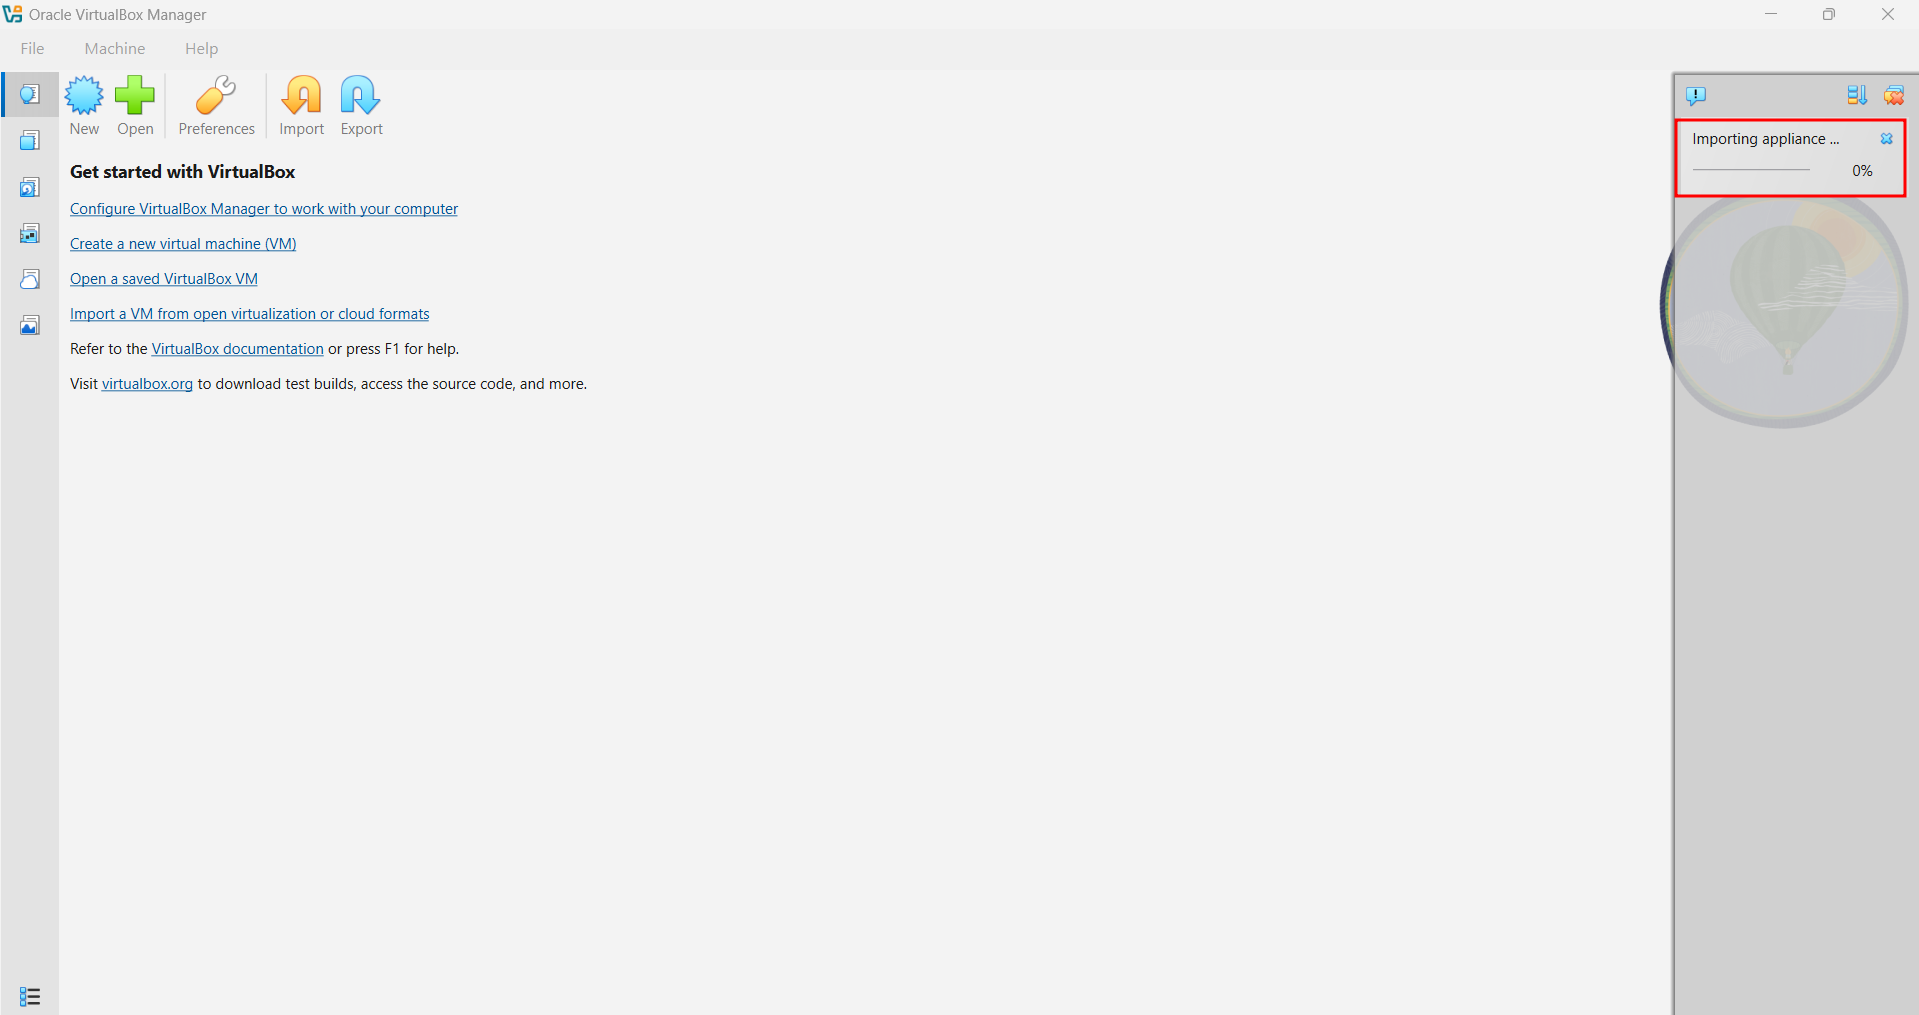 Oracle VirtualBox Manager
File Machine Help
New Open Preferences Import Export
Importing appliance ...
0%
Get started with VirtualBox
Configure VirtualBox Manager to work with your computer
Create a new virtual machine (VM)
Open a saved VirtualBox VM
Import a VM from open virtualization or cloud formats
Refer to the VirtualBox documentation or press F1 for help.
Visit virtualbox.org to download test builds, access the source code, and more.